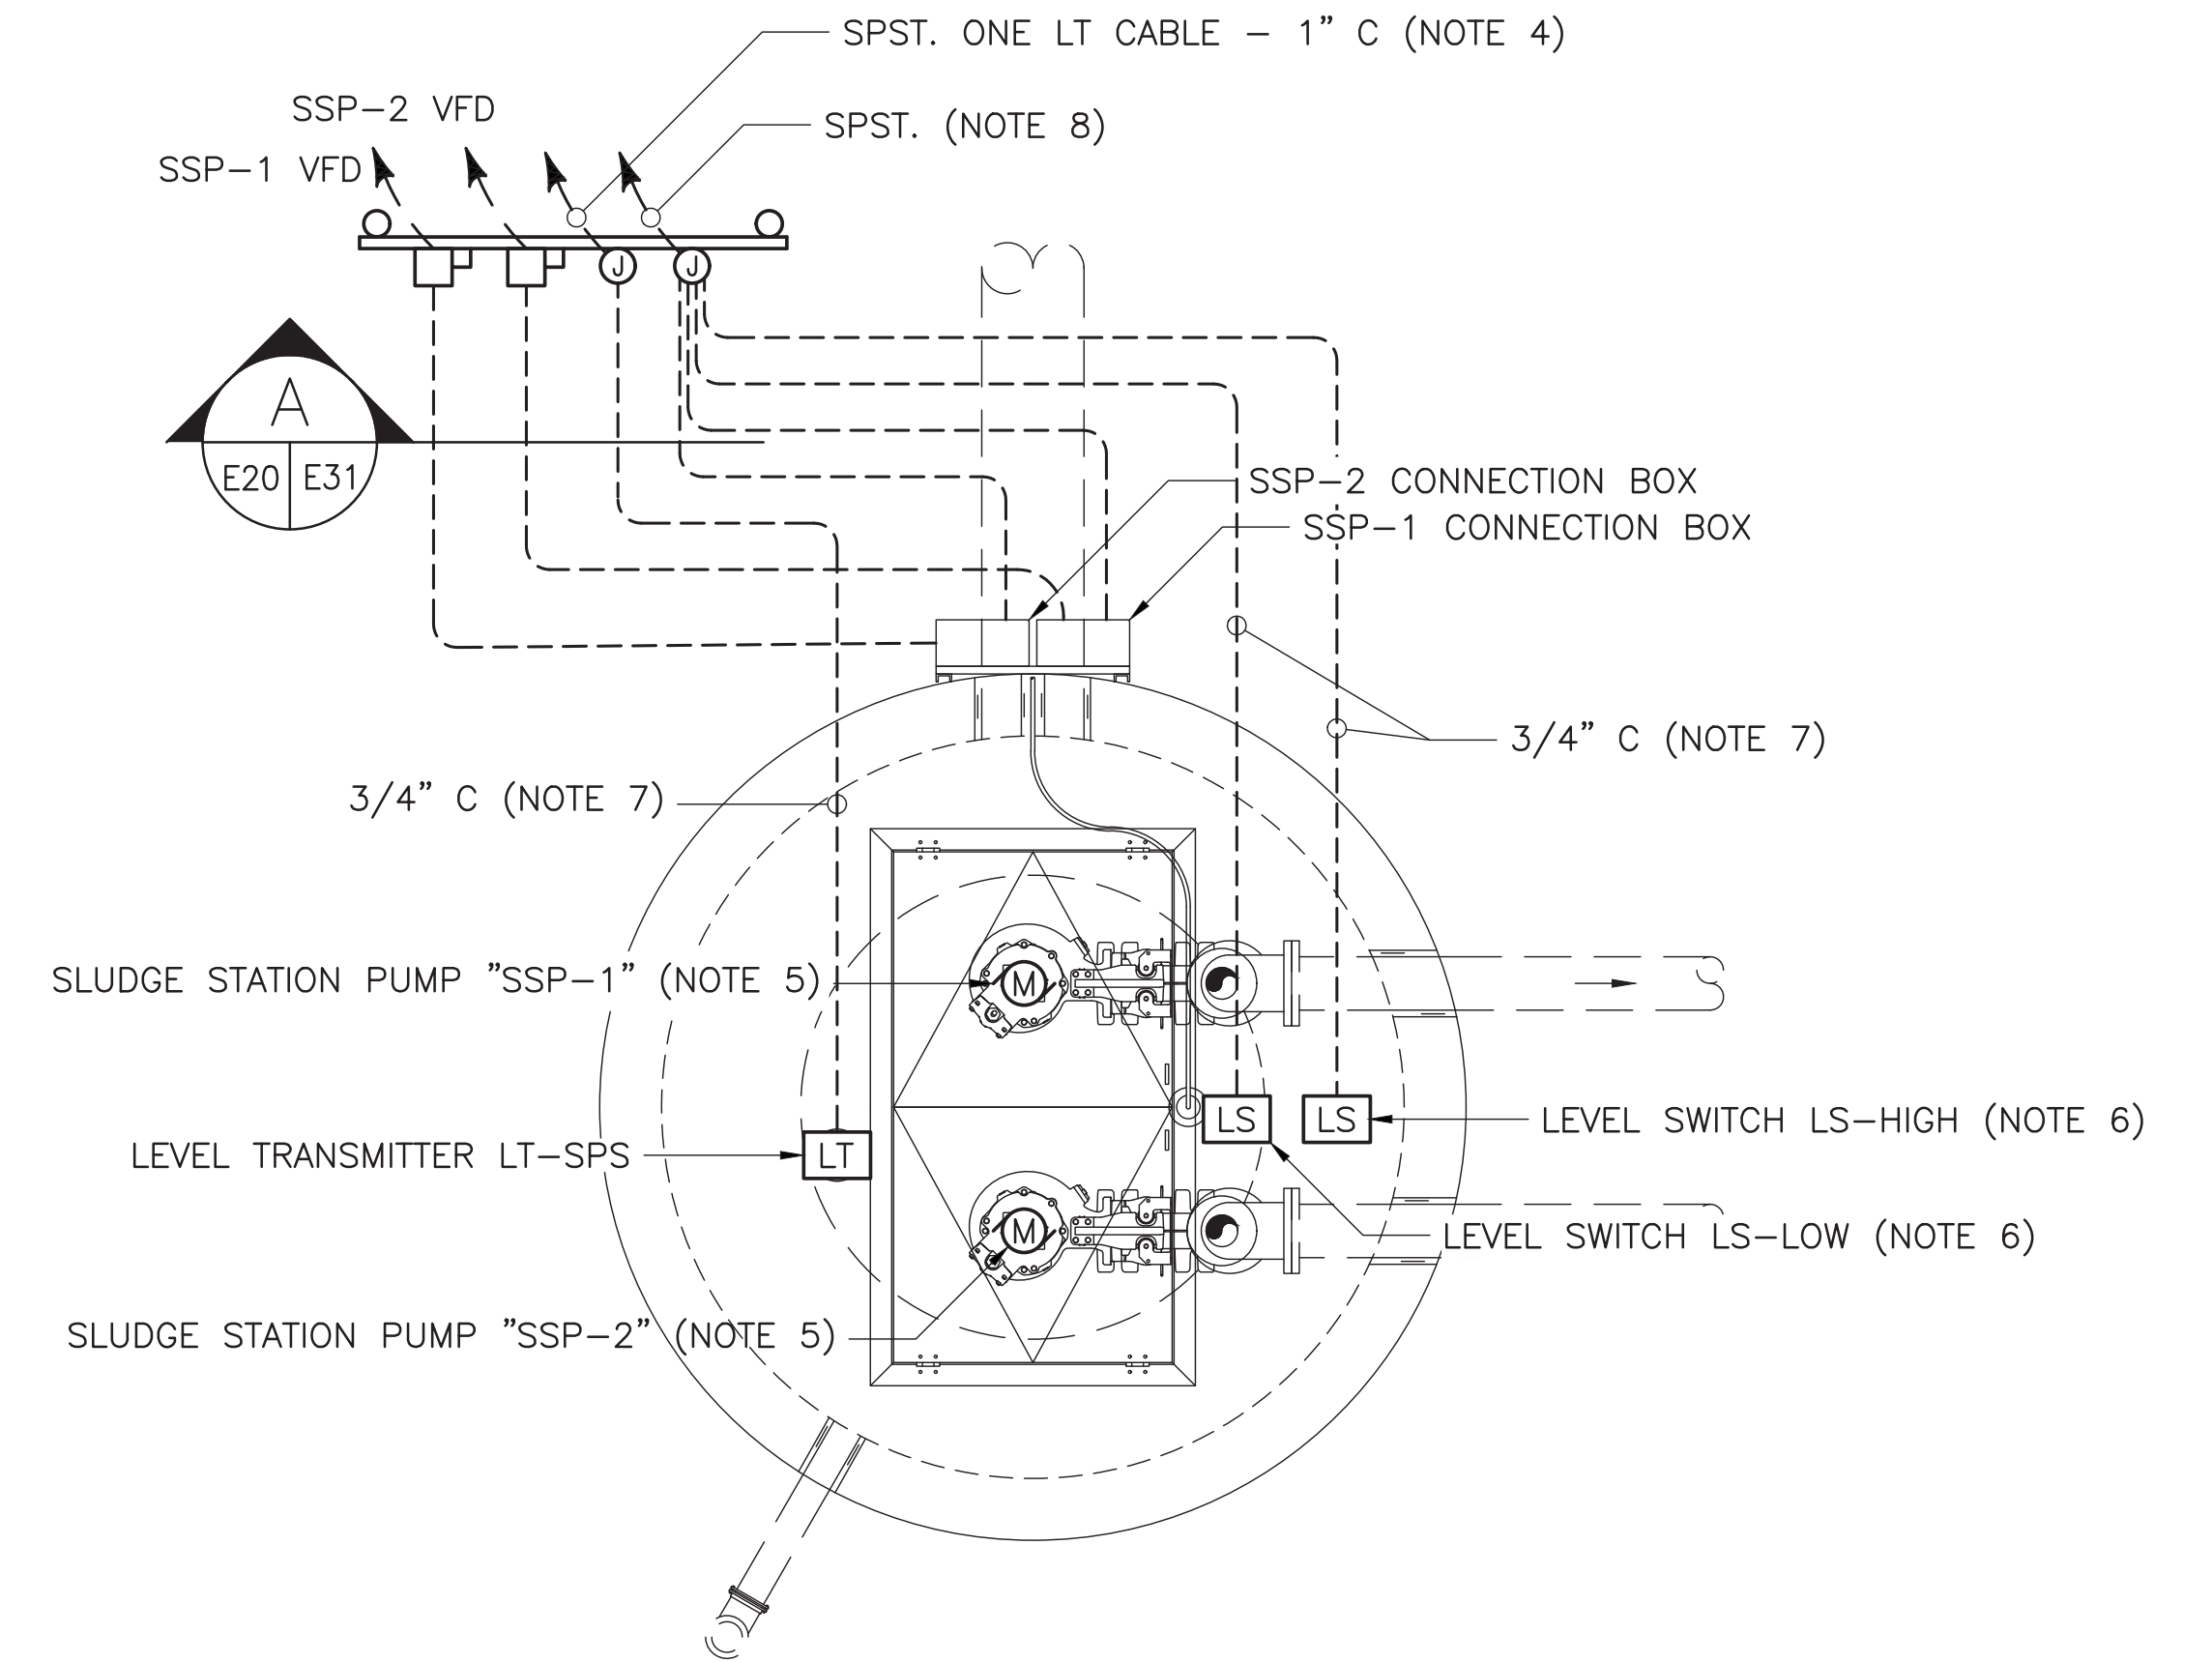 SPST. ONE LT CABLE – 1” C (NOTE 4)
SSP–2 VFD
SPST. (NOTE 8)
SSP–1 VFD
J
J
A
E20
E31
SSP–2 CONNECTION BOX
SSP–1 CONNECTION BOX
3/4” C (NOTE 7)
3/4” C (NOTE 7)
SLUDGE STATION PUMP ”SSP–1” (NOTE 5)
M
LS
LS
LEVEL SWITCH LS–HIGH (NOTE 6)
LEVEL TRANSMITTER LT–SPS
LT
M
LEVEL SWITCH LS–LOW (NOTE 6)
SLUDGE STATION PUMP ”SSP–2” (NOTE 5)